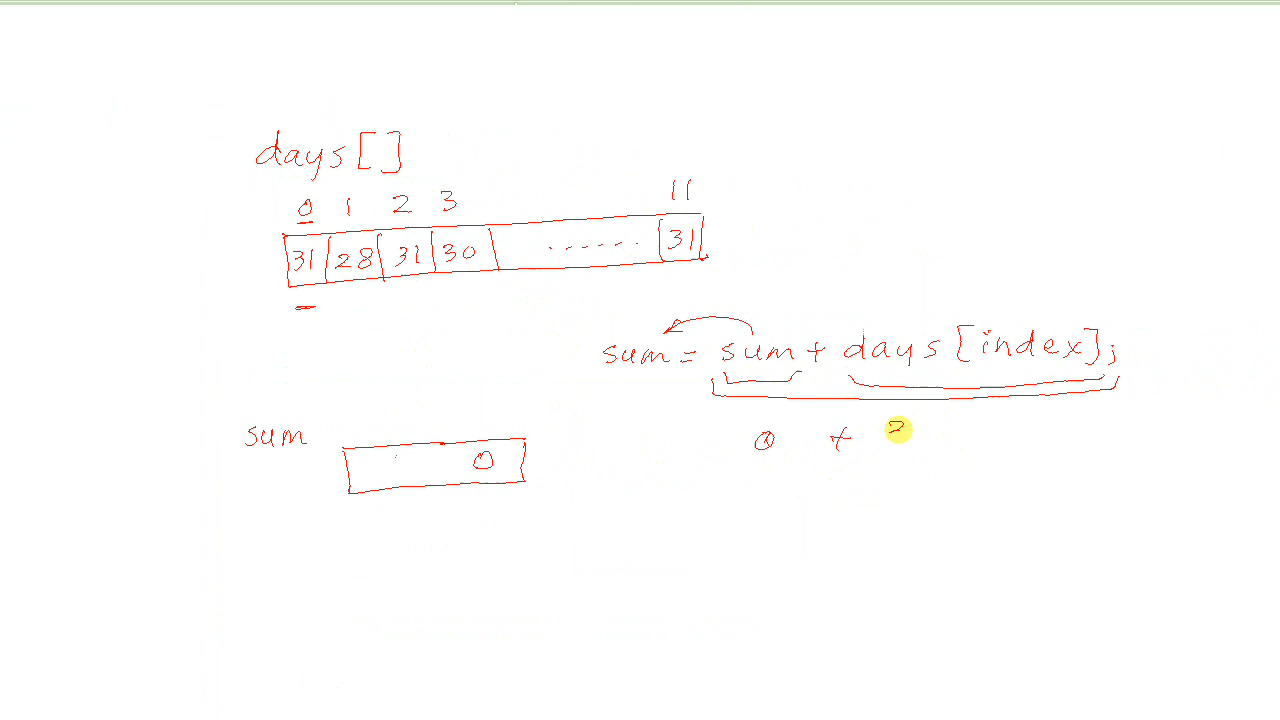 days[]
0 1 2 3 11
31 28 31 30 ...... 31
sum = sum + days [index];
sum 0
0 +